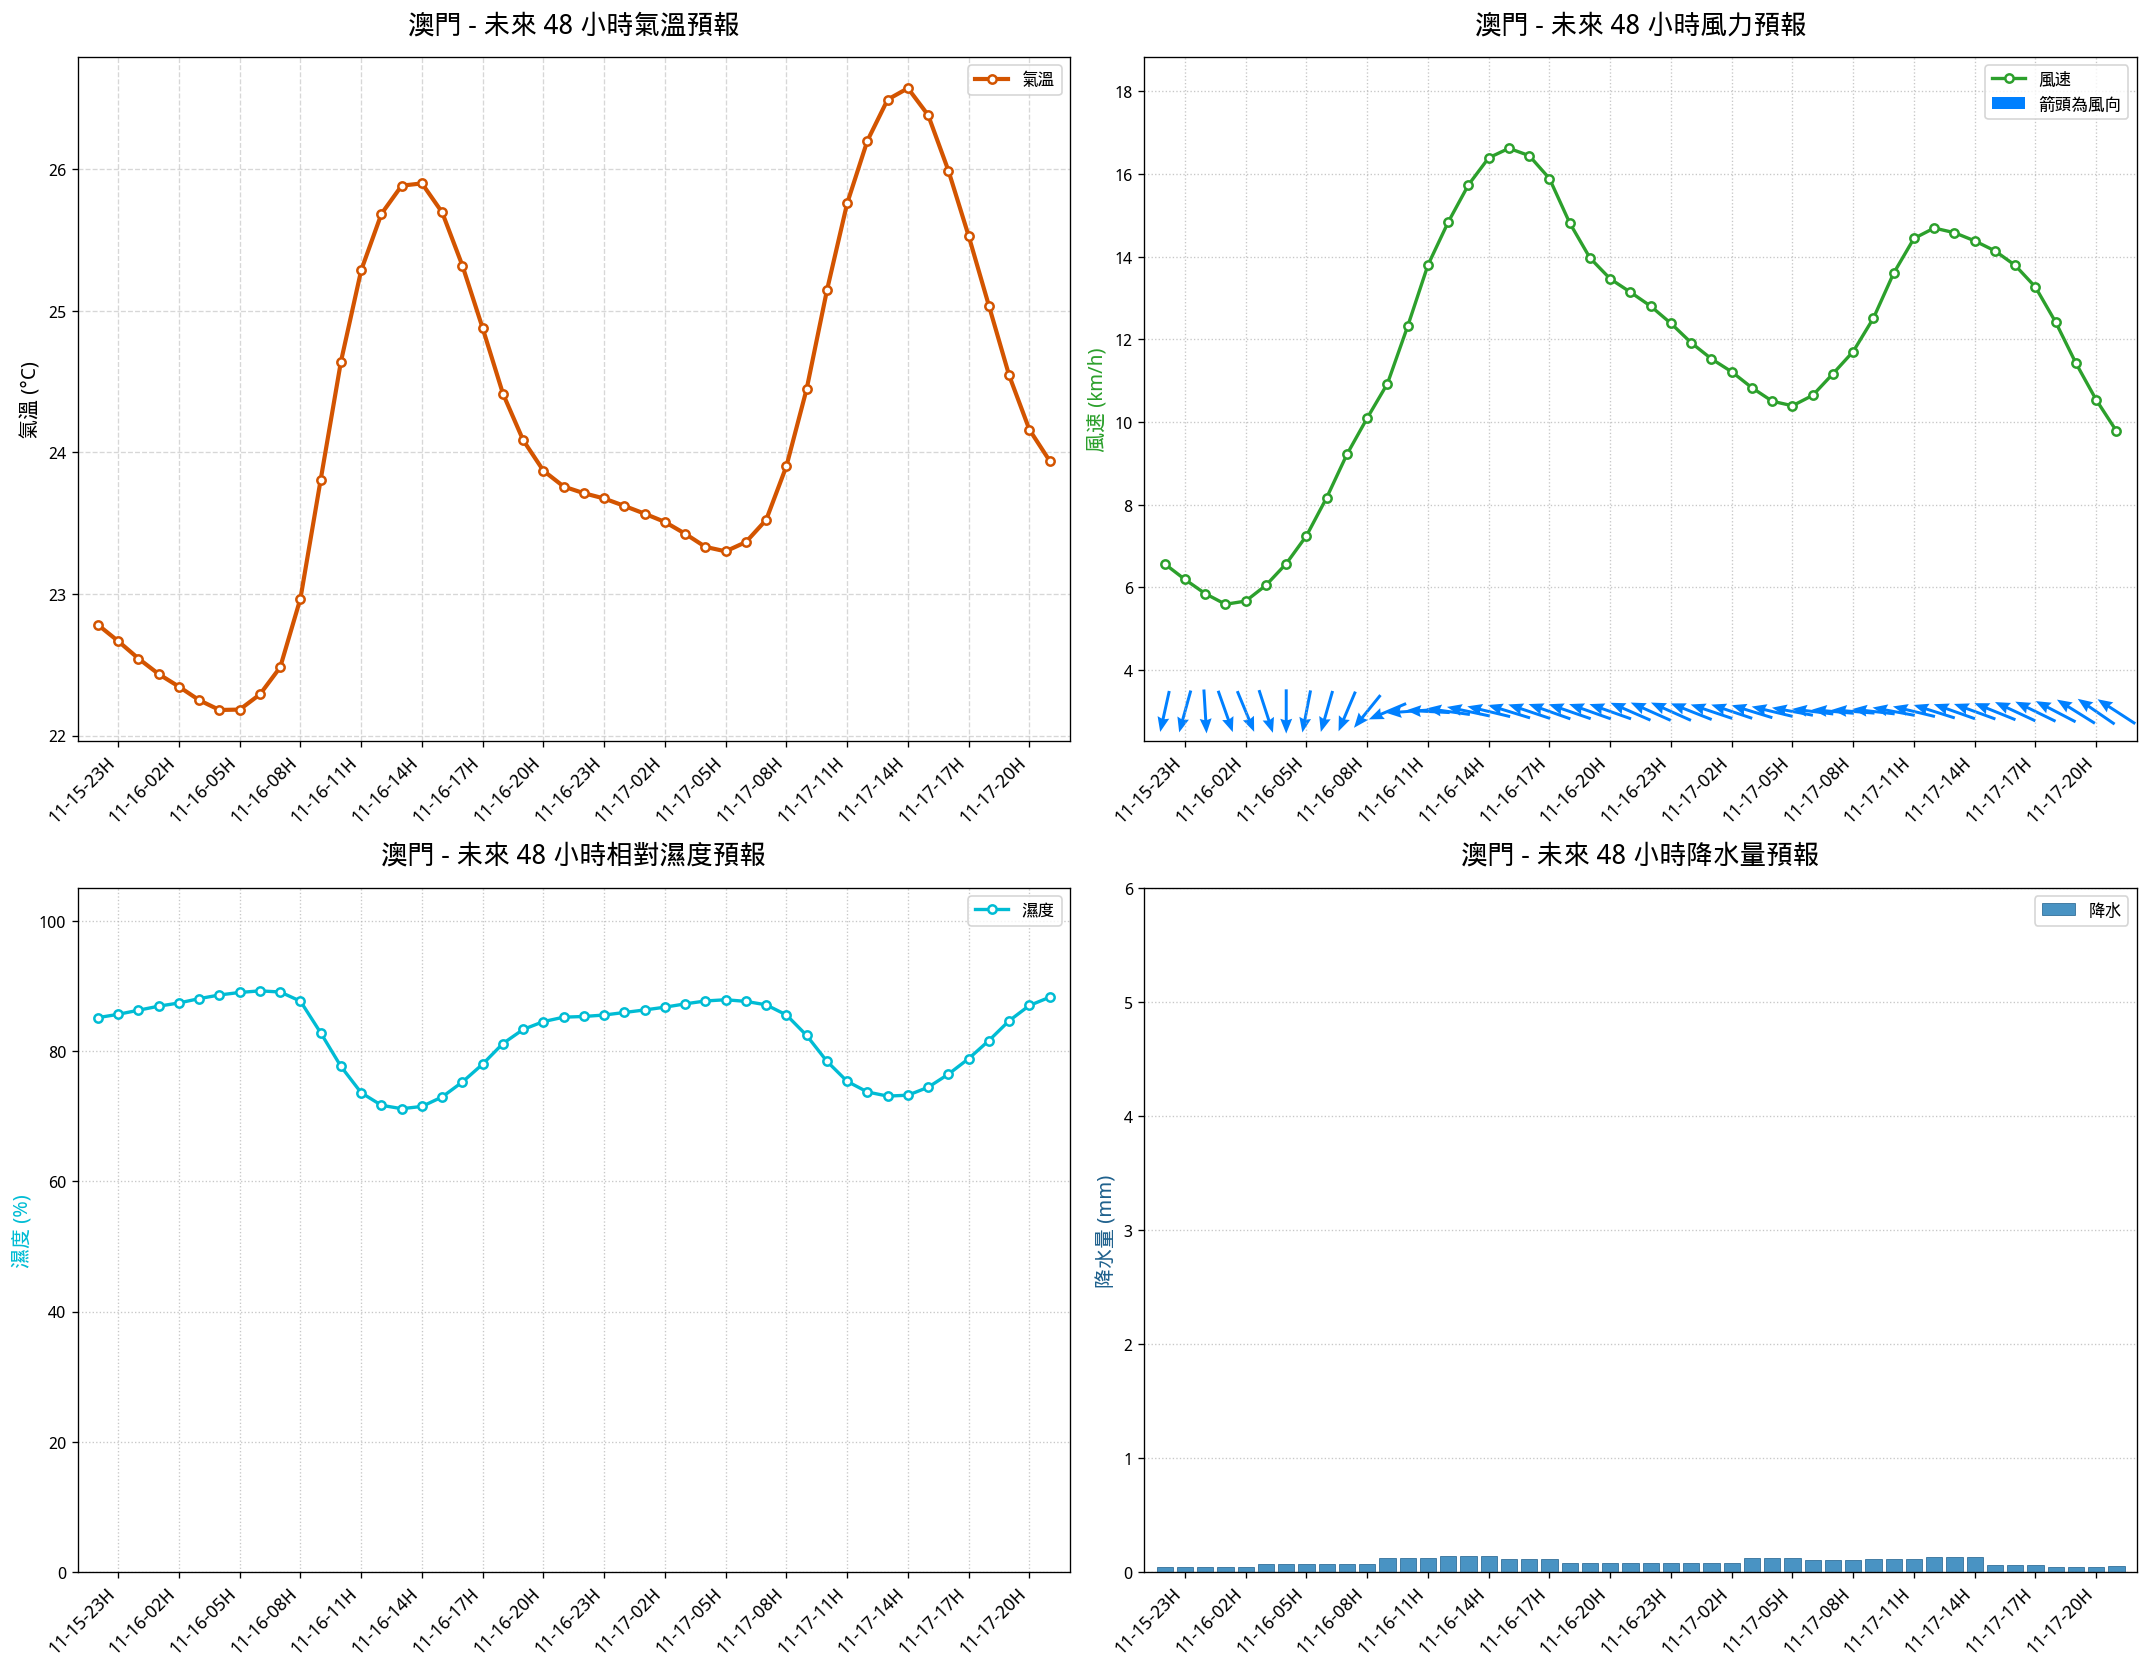 澳門 - 未來 48 小時氣溫預報
氣溫
氣溫 (°C)
26
25
24
23
22
11-15-23H
11-16-02H
11-16-05H
11-16-08H
11-16-11H
11-16-14H
11-16-17H
11-16-20H
11-16-23H
11-17-02H
11-17-05H
11-17-08H
11-17-11H
11-17-14H
11-17-17H
11-17-20H
澳門 - 未來 48 小時風力預報
風速
箭頭為風向
風速 (km/h)
18
16
14
12
10
8
6
4
11-15-23H
11-16-02H
11-16-05H
11-16-08H
11-16-11H
11-16-14H
11-16-17H
11-16-20H
11-16-23H
11-17-02H
11-17-05H
11-17-08H
11-17-11H
11-17-14H
11-17-17H
11-17-20H
澳門 - 未來 48 小時相對濕度預報
濕度
濕度 (%)
100
80
60
40
20
0
11-15-23H
11-16-02H
11-16-05H
11-16-08H
11-16-11H
11-16-14H
11-16-17H
11-16-20H
11-16-23H
11-17-02H
11-17-05H
11-17-08H
11-17-11H
11-17-14H
11-17-17H
11-17-20H
澳門 - 未來 48 小時降水量預報
降水
降水量 (mm)
6
5
4
3
2
1
0
11-15-23H
11-16-02H
11-16-05H
11-16-08H
11-16-11H
11-16-14H
11-16-17H
11-16-20H
11-16-23H
11-17-02H
11-17-05H
11-17-08H
11-17-11H
11-17-14H
11-17-17H
11-17-20H